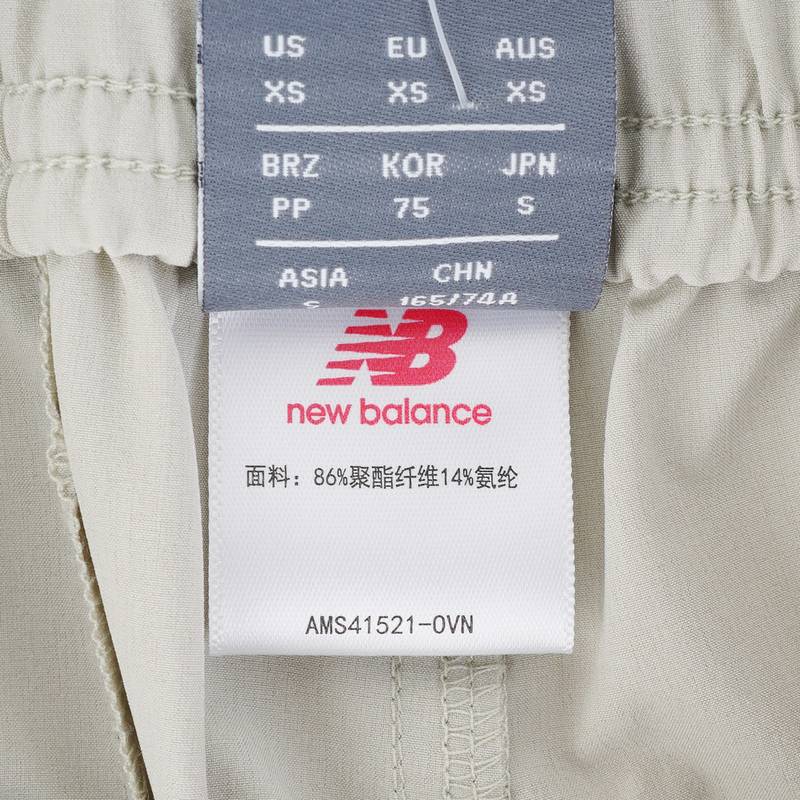 US EU AUS
XS XS XS
BRZ KOR JPN
PP 75 S
ASIA CHN
S 165/74A
NB
new balance
面料：86%聚酯纤维14%氨纶
AMS41521-OVN